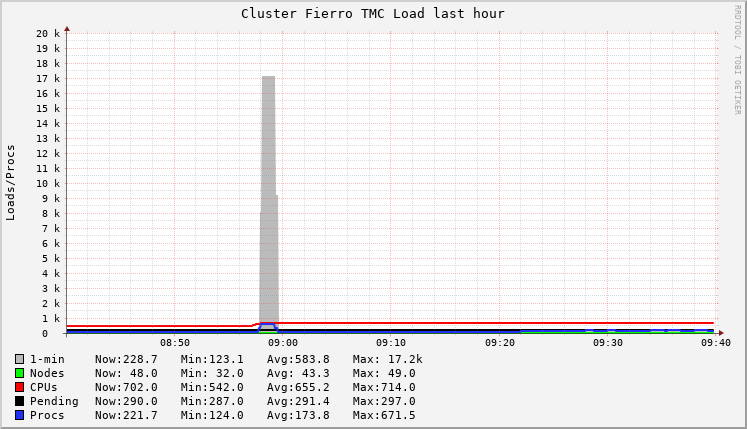 Cluster Fierro TMC Load last hour
RRDTOOL / TOBI OETIKER
Loads/Procs
20 k
19 k
18 k
17 k
16 k
15 k
14 k
13 k
12 k
11 k
10 k
9 k
8 k
7 k
6 k
5 k
4 k
3 k
2 k
1 k
0
08:50 09:00 09:10 09:20 09:30 09:40
1-min Now:228.7 Min:123.1 Avg:583.8 Max: 17.2k
Nodes Now: 48.0 Min: 32.0 Avg: 43.3 Max: 49.0
CPUs Now:702.0 Min:542.0 Avg:655.2 Max:714.0
Pending Now:290.0 Min:287.0 Avg:291.4 Max:297.0
Procs Now:221.7 Min:124.0 Avg:173.8 Max:671.5